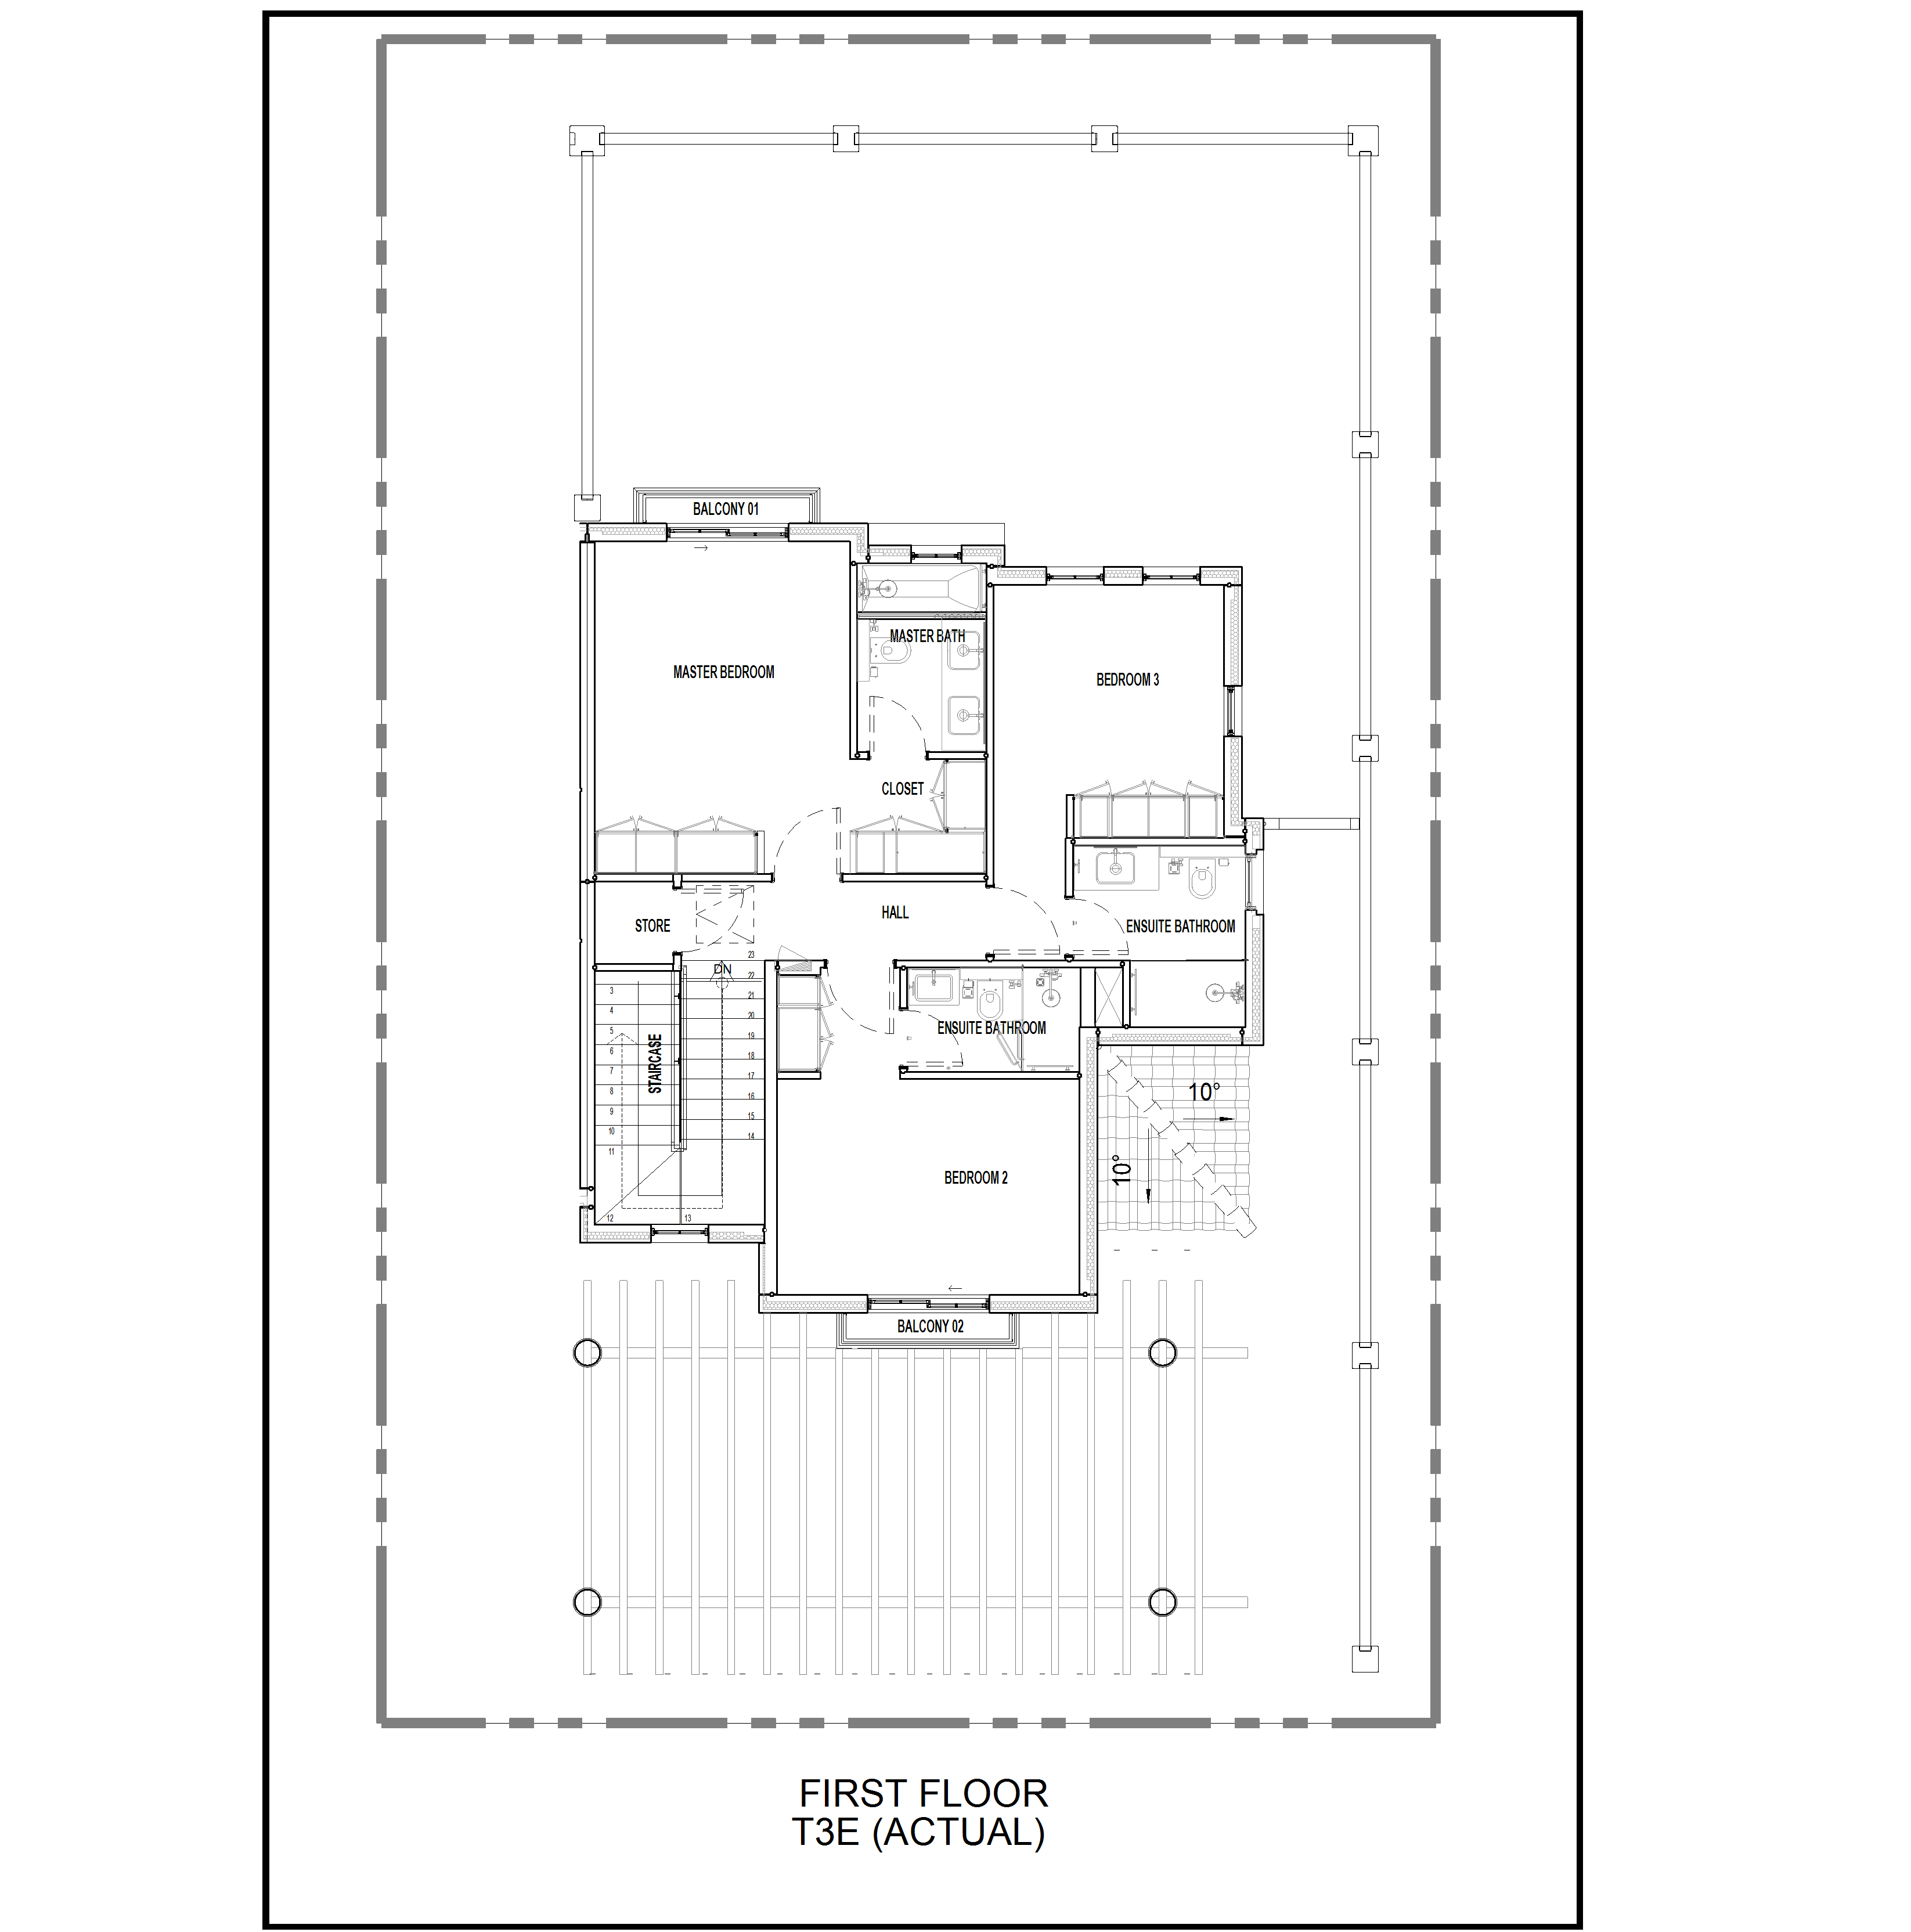 BALCONY 01
MASTER BATH
MASTER BEDROOM
BEDROOM 3
CLOSET
HALL
STORE
ENSUITE BATHROOM
23
DN
22
3
21
4
20
5
19
6
18
7
17
8
16
9
15
10
14
11
12
13
STAIRCASE
ENSUITE BATHROOM
10°
10°
BEDROOM 2
BALCONY 02
FIRST FLOOR
T3E (ACTUAL)